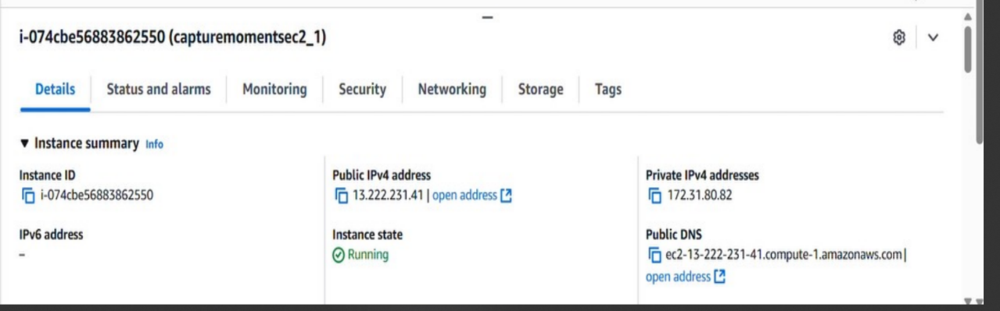 i-074cbe56883862550 (capturemomentsec2_1)
Details Status and alarms Monitoring Security Networking Storage Tags
▼ Instance summary Info
Instance ID
i-074cbe56883862550
Public IPv4 address
13.222.231.41 | open address
Private IPv4 addresses
172.31.80.82
IPv6 address
–
Instance state
Running
Public DNS
ec2-13-222-231-41.compute-1.amazonaws.com |
open address